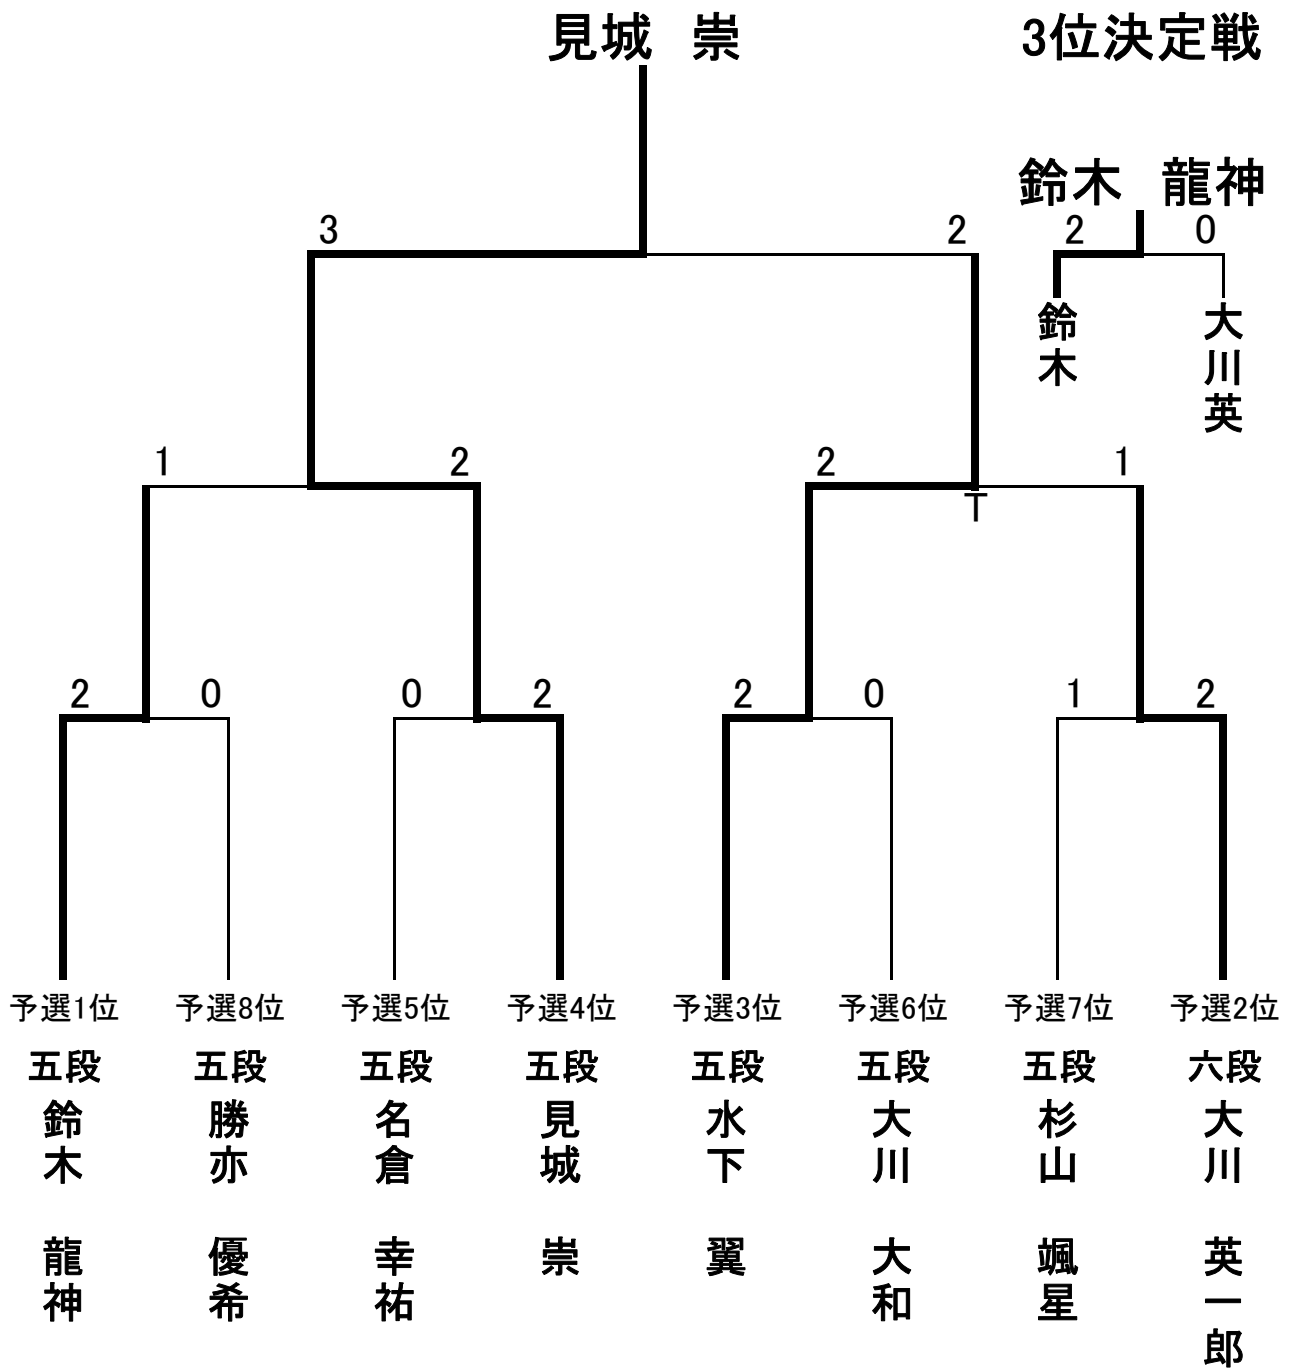 見城 崇
3位決定戦
鈴木 龍神
3
2
2
0
鈴木
大川英
1
2
2
1
T
2
0
0
2
2
0
1
2
予選1位
予選8位
予選5位
予選4位
予選3位
予選6位
予選7位
予選2位
五段
五段
五段
五段
五段
五段
五段
六段
鈴木 龍神
勝亦 優希
名倉 幸祐
見城 崇
水下 翼
大川 大和
杉山 颯星
大川 英一郎